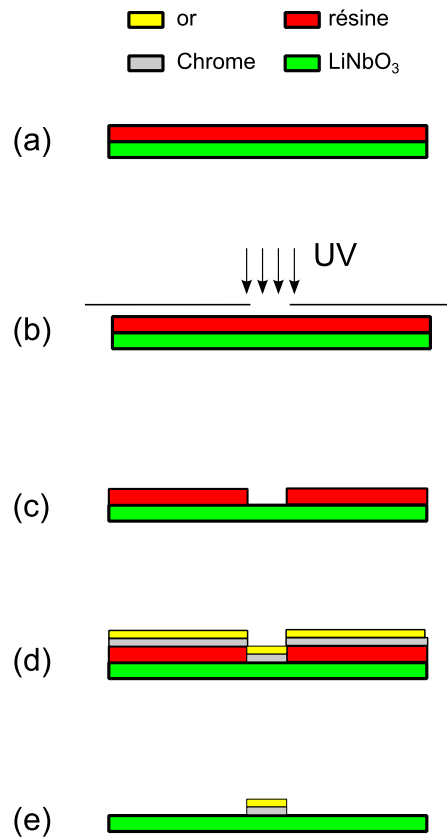 or
résine
Chrome
LiNbO₃
(a)
UV
(b)
(c)
(d)
(e)